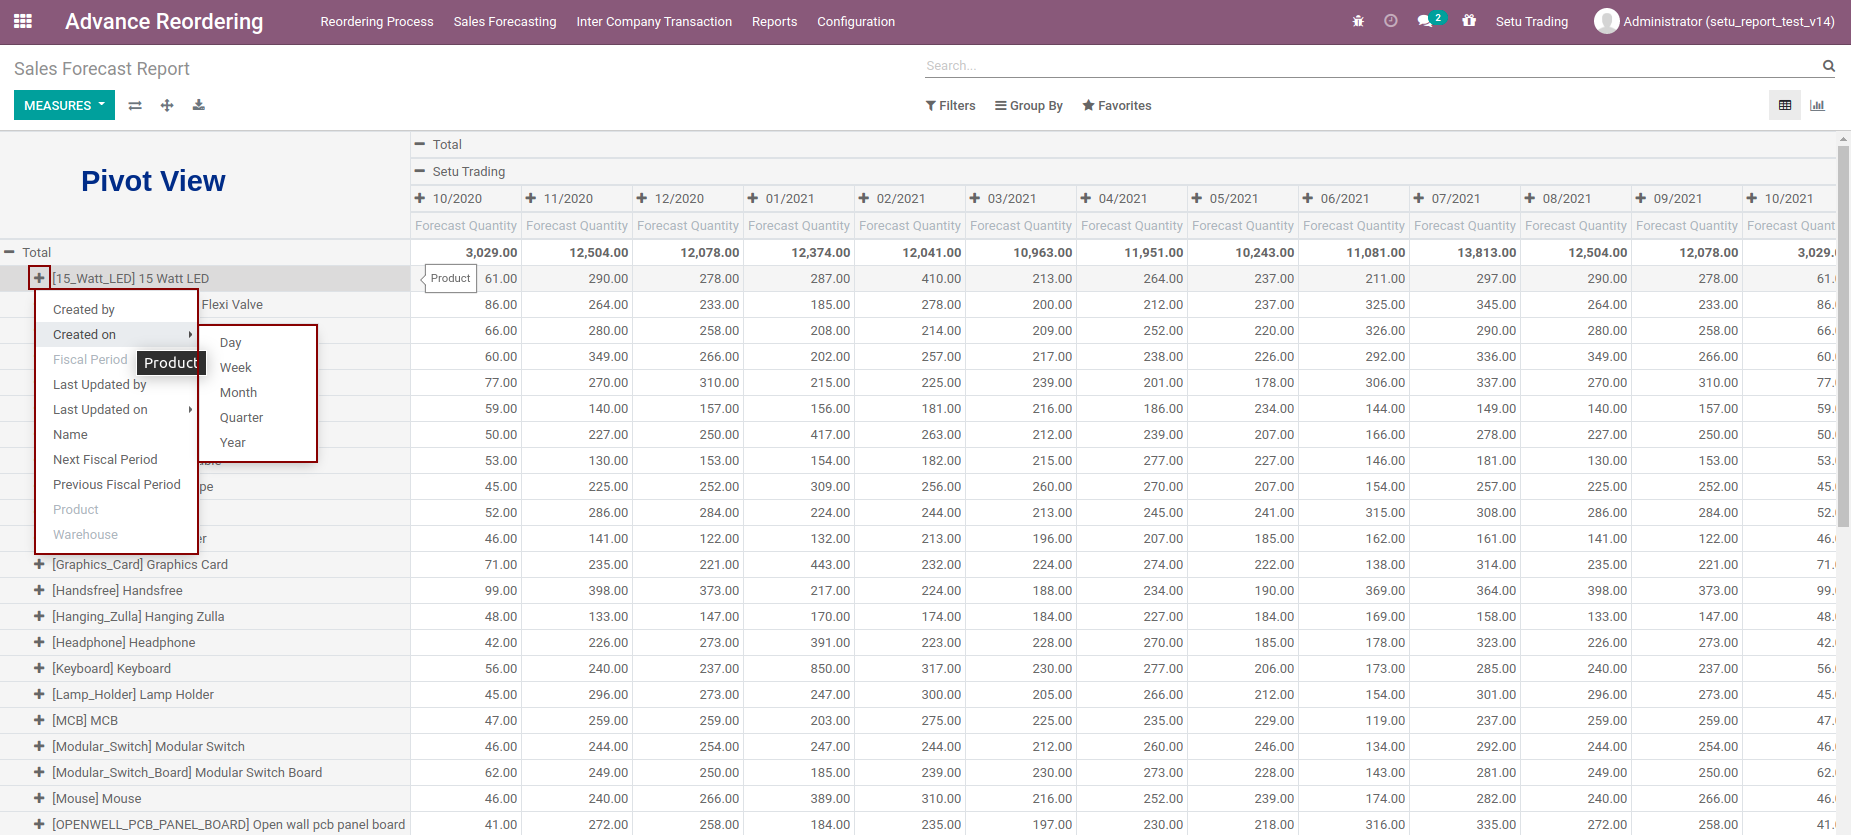 Advance Reordering Reordering Process Sales Forecasting Inter Company Transaction Reports Configuration 2 Setu Trading Administrator (setu_report_test_v14)
Sales Forecast Report Search...
MEASURES Filters Group By Favorites
Total
Pivot View
Setu Trading
10/2020 11/2020 12/2020 01/2021 02/2021 03/2021 04/2021 05/2021 06/2021 07/2021 08/2021 09/2021 10/2021
Forecast Quantity Forecast Quantity Forecast Quantity Forecast Quantity Forecast Quantity Forecast Quantity Forecast Quantity Forecast Quantity Forecast Quantity Forecast Quantity Forecast Quantity Forecast Quantity Forecast Quant
Total 3,029.00 12,504.00 12,078.00 12,374.00 12,041.00 10,963.00 11,951.00 10,243.00 11,081.00 13,813.00 12,504.00 12,078.00 3,029.
[15_Watt_LED] 15 Watt LED Product 61.00 290.00 278.00 287.00 410.00 213.00 264.00 237.00 211.00 297.00 290.00 278.00 61.
Created by Flexi Valve 86.00 264.00 233.00 185.00 278.00 200.00 212.00 237.00 325.00 345.00 264.00 233.00 86.
Created on 66.00 280.00 258.00 208.00 214.00 209.00 252.00 220.00 326.00 290.00 280.00 258.00 66.
Day
Fiscal Period Product 60.00 349.00 266.00 202.00 257.00 217.00 238.00 226.00 292.00 336.00 349.00 266.00 60.
Week
Last Updated by 77.00 270.00 310.00 215.00 225.00 239.00 201.00 178.00 306.00 337.00 270.00 310.00 77.
Month
Last Updated on 59.00 140.00 157.00 156.00 181.00 216.00 186.00 234.00 144.00 149.00 140.00 157.00 59.
Quarter
Name 50.00 227.00 250.00 417.00 263.00 212.00 239.00 207.00 166.00 278.00 227.00 250.00 50.
Year
Next Fiscal Period 53.00 130.00 153.00 154.00 182.00 215.00 277.00 227.00 146.00 181.00 130.00 153.00 53.
Previous Fiscal Period pe 45.00 225.00 252.00 309.00 256.00 260.00 270.00 207.00 154.00 257.00 225.00 252.00 45.
Product 52.00 286.00 284.00 224.00 244.00 213.00 245.00 241.00 315.00 308.00 286.00 284.00 52.
Warehouse er 46.00 141.00 122.00 132.00 213.00 196.00 207.00 185.00 162.00 161.00 141.00 122.00 46.
[Graphics_Card] Graphics Card 71.00 235.00 221.00 443.00 232.00 224.00 274.00 222.00 138.00 314.00 235.00 221.00 71.
[Handsfree] Handsfree 99.00 398.00 373.00 217.00 224.00 188.00 234.00 190.00 369.00 364.00 398.00 373.00 99.
[Hanging_Zulla] Hanging Zulla 48.00 133.00 147.00 170.00 174.00 184.00 227.00 184.00 169.00 158.00 133.00 147.00 48.
[Headphone] Headphone 42.00 226.00 273.00 391.00 223.00 228.00 270.00 185.00 178.00 323.00 226.00 273.00 42.
[Keyboard] Keyboard 56.00 240.00 237.00 850.00 317.00 230.00 277.00 206.00 173.00 285.00 240.00 237.00 56.
[Lamp_Holder] Lamp Holder 45.00 296.00 273.00 247.00 300.00 205.00 266.00 212.00 154.00 301.00 296.00 273.00 45.
[MCB] MCB 47.00 259.00 259.00 203.00 275.00 225.00 235.00 229.00 119.00 237.00 259.00 259.00 47.
[Modular_Switch] Modular Switch 46.00 244.00 254.00 247.00 244.00 212.00 260.00 246.00 134.00 292.00 244.00 254.00 46.
[Modular_Switch_Board] Modular Switch Board 62.00 249.00 250.00 185.00 239.00 230.00 273.00 228.00 143.00 281.00 249.00 250.00 62.
[Mouse] Mouse 46.00 240.00 266.00 389.00 310.00 216.00 252.00 239.00 174.00 282.00 240.00 266.00 46.
[OPENWELL_PCB_PANEL_BOARD] Open wall pcb panel board 41.00 272.00 258.00 184.00 235.00 197.00 230.00 218.00 316.00 335.00 272.00 258.00 41.